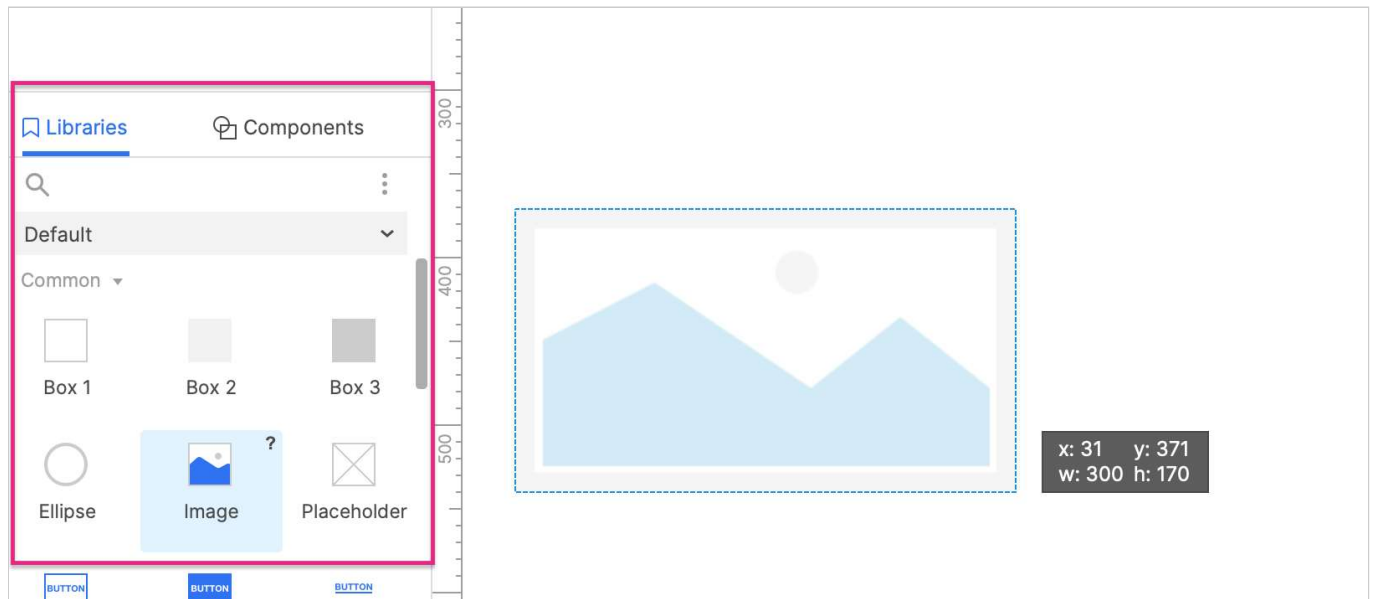 Libraries Components
Default
Common
Box 1 Box 2 Box 3
?
Ellipse Image Placeholder
BUTTON BUTTON BUTTON
300
400
500
x: 31 y: 371
w: 300 h: 170